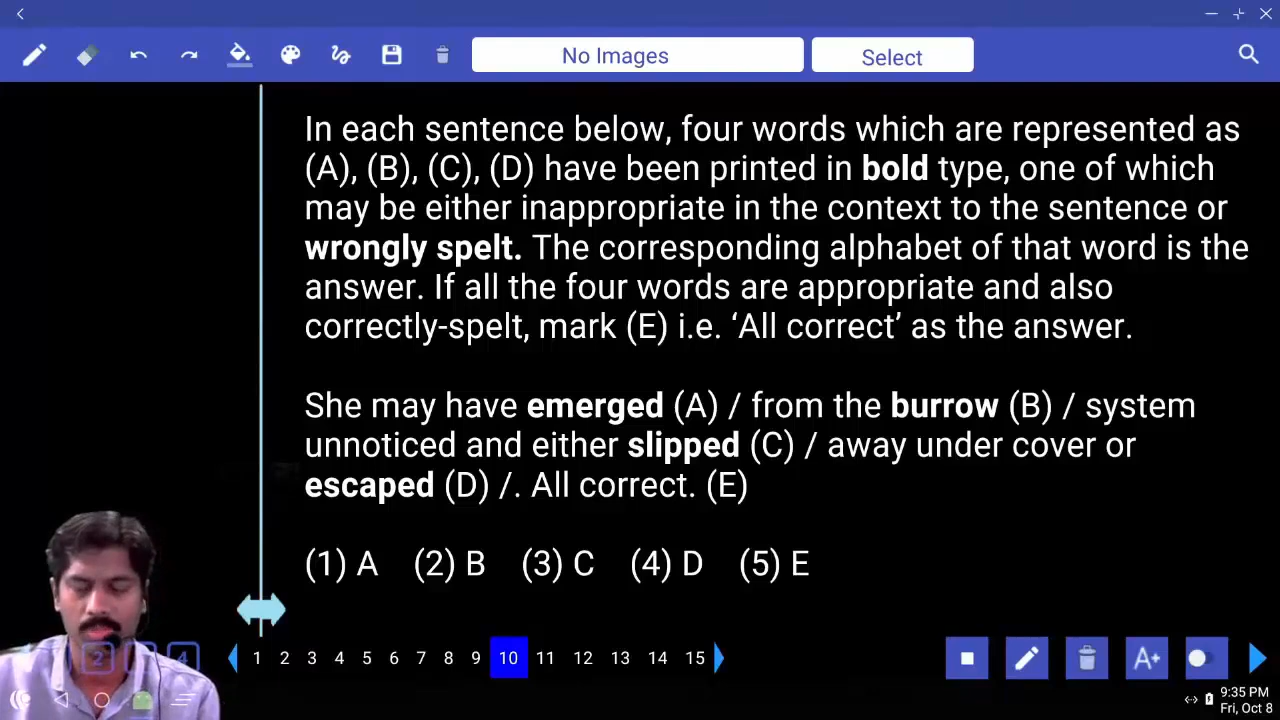 No Images
Select
In each sentence below, four words which are represented as
(A), (B), (C), (D) have been printed in bold type, one of which
may be either inappropriate in the context to the sentence or
wrongly spelt. The corresponding alphabet of that word is the
answer. If all the four words are appropriate and also
correctly-spelt, mark (E) i.e. ‘All correct’ as the answer.
She may have emerged (A) / from the burrow (B) / system
unnoticed and either slipped (C) / away under cover or
escaped (D) /. All correct. (E)
(1) A (2) B (3) C (4) D (5) E
2 4 1 2 3 4 5 6 7 8 9 10 11 12 13 14 15 A+
9:35 PM
Fri, Oct 8